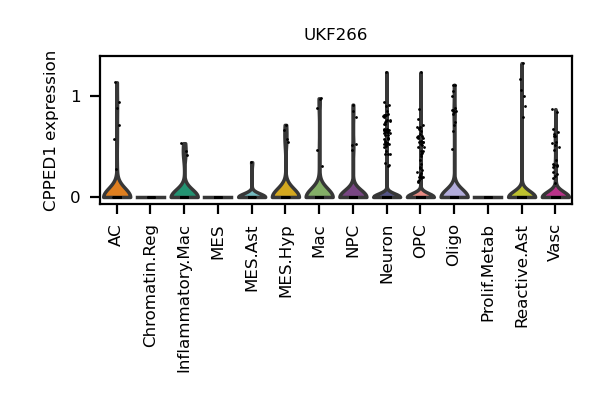 UKF266
CPPED1 expression
1
0
AC
Chromatin.Reg
Inflammatory.Mac
MES
MES.Ast
MES.Hyp
Mac
NPC
Neuron
OPC
Oligo
Prolif.Metab
Reactive.Ast
Vasc